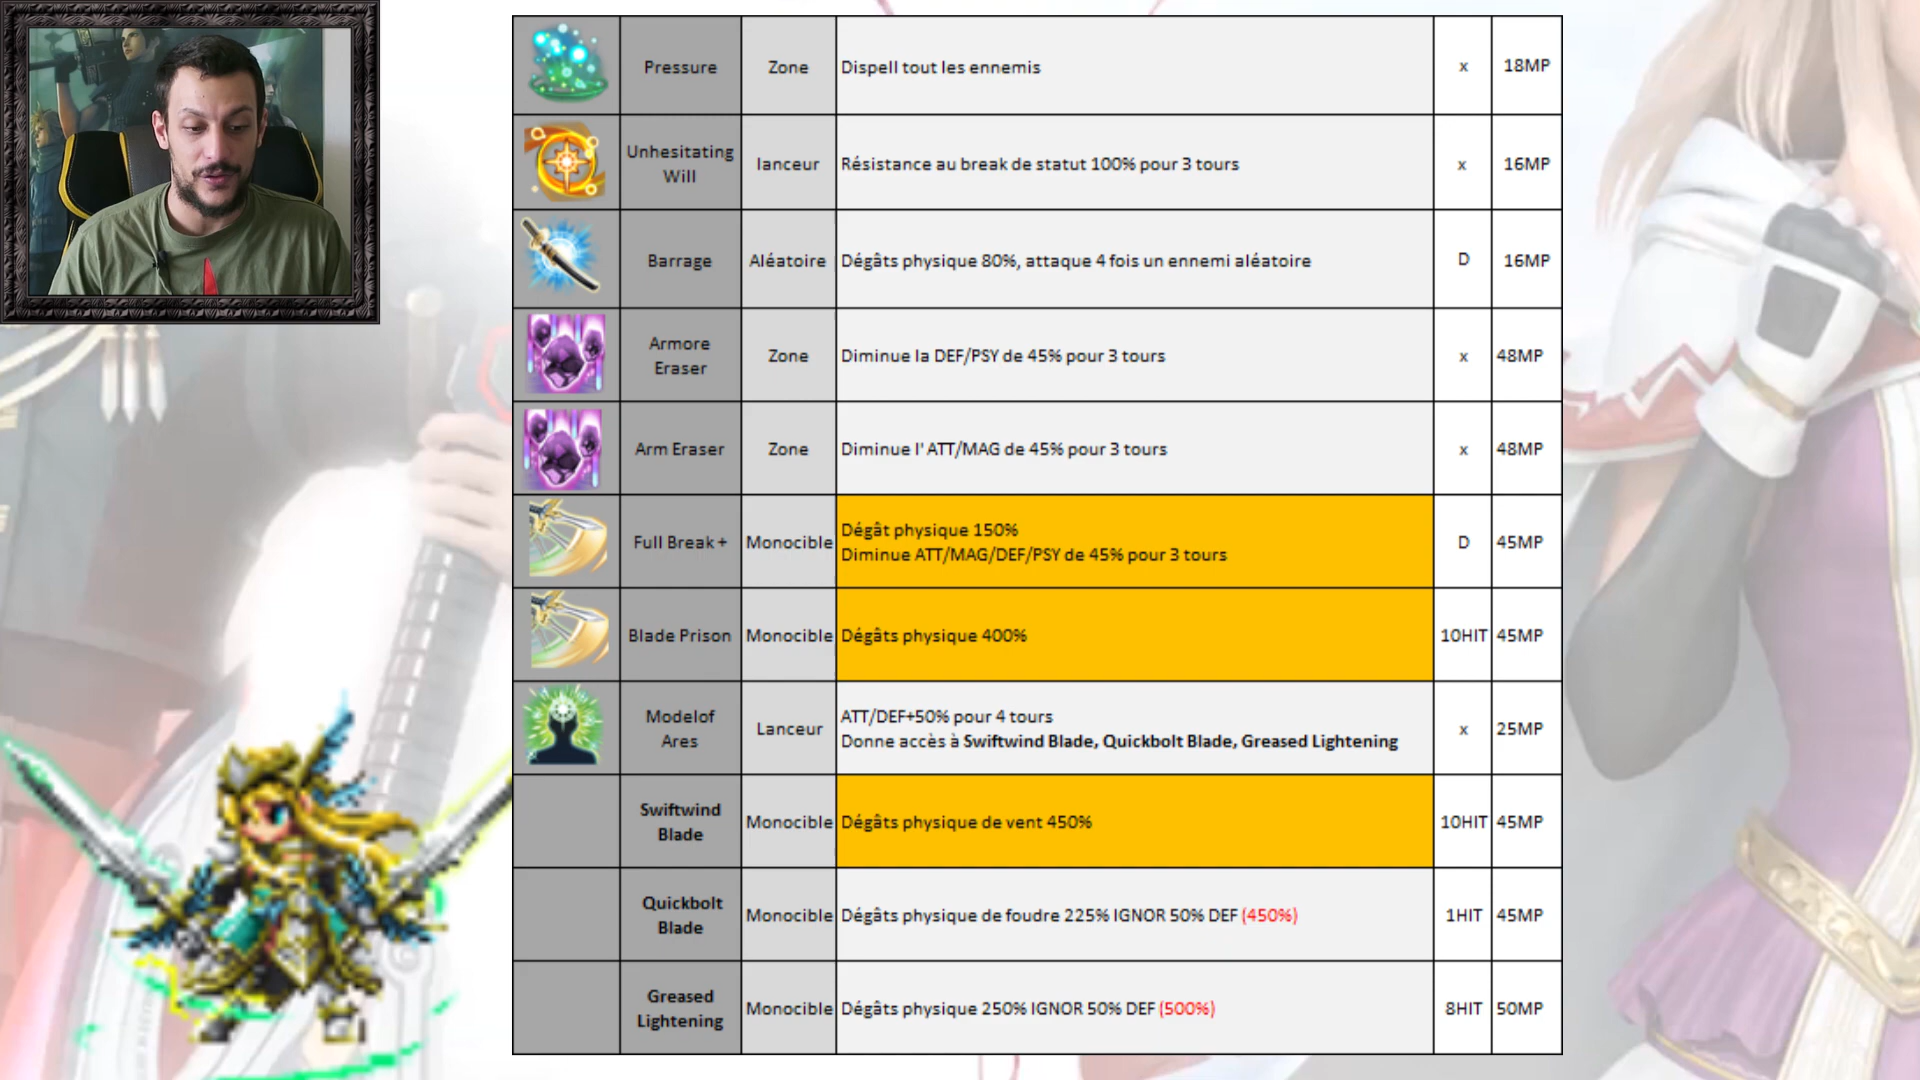 Pressure Zone Dispell tout les ennemis x 18MP
Unhesitating Will lanceur Résistance au break de statut 100% pour 3 tours x 16MP
Barrage Aléatoire Dégâts physique 80%, attaque 4 fois un ennemi aléatoire D 16MP
Armore Eraser Zone Diminue la DEF/PSY de 45% pour 3 tours x 48MP
Arm Eraser Zone Diminue l' ATT/MAG de 45% pour 3 tours x 48MP
Full Break + Monocible Dégât physique 150%
Diminue ATT/MAG/DEF/PSY de 45% pour 3 tours D 45MP
Blade Prison Monocible Dégâts physique 400% 10HIT 45MP
Modelof Ares Lanceur ATT/DEF+50% pour 4 tours
Donne accès à Swiftwind Blade, Quickbolt Blade, Greased Lightening x 25MP
Swiftwind Blade Monocible Dégâts physique de vent 450% 10HIT 45MP
Quickbolt Blade Monocible Dégâts physique de foudre 225% IGNOR 50% DEF (450%) 1HIT 45MP
Greased Lightening Monocible Dégâts physique 250% IGNOR 50% DEF (500%) 8HIT 50MP